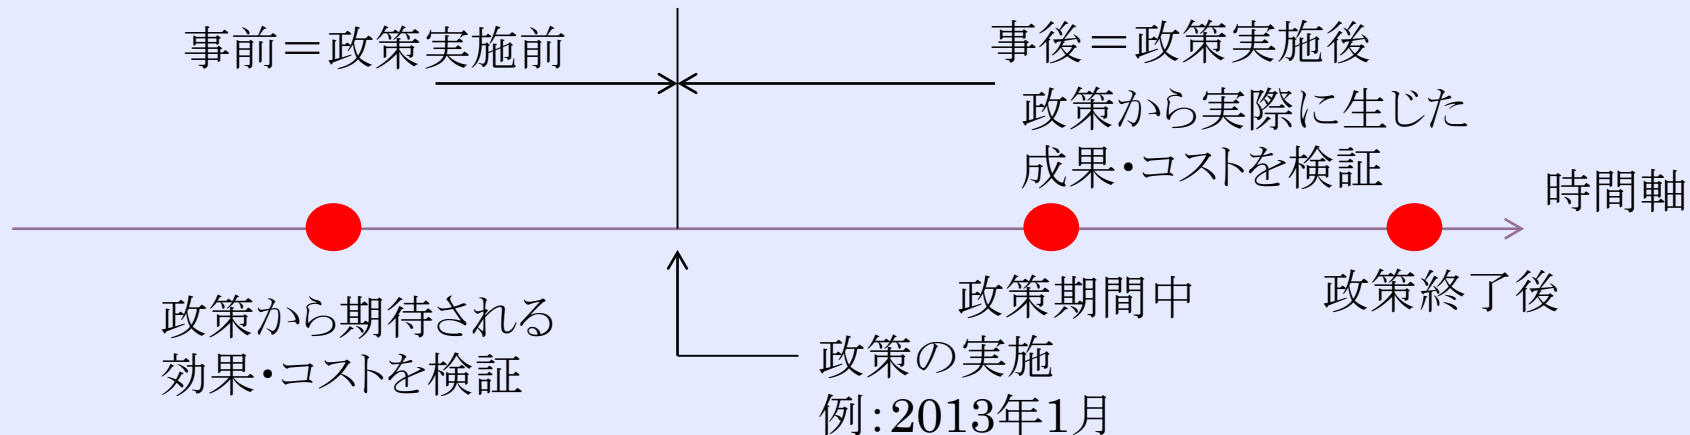 事前＝政策実施前
事後＝政策実施後
政策から実際に生じた
成果・コストを検証
時間軸
政策期間中
政策終了後
政策から期待される
効果・コストを検証
政策の実施
例：2013年1月